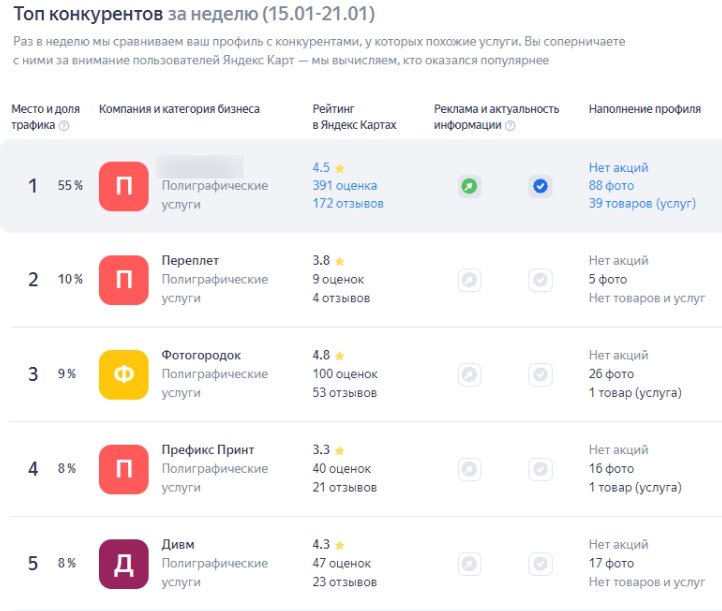 Топ конкурентов за неделю (15.01-21.01)
Раз в неделю мы сравниваем ваш профиль с конкурентами, у которых похожие услуги. Вы соперничаете
с ними за внимание пользователей Яндекс Карт — мы вычисляем, кто оказался популярнее
Место и доля
трафика ?
Компания и категория бизнеса
Рейтинг
в Яндекс Картах
Реклама и актуальность
информации ?
Наполнение профиля
1
55 %
П
Полиграфические
услуги
4.5
391 оценка
172 отзывов
Нет акций
88 фото
39 товаров (услуг)
2
10 %
П
Переплет
Полиграфические
услуги
3.8
9 оценок
4 отзывов
Нет акций
5 фото
Нет товаров и услуг
3
9 %
Ф
Фотогородок
Полиграфические
услуги
4.8
100 оценок
53 отзывов
Нет акций
26 фото
1 товар (услуга)
4
8 %
П
Префикс Принт
Полиграфические
услуги
3.3
40 оценок
21 отзывов
Нет акций
16 фото
1 товар (услуга)
5
8 %
Д
Дивм
Полиграфические
услуги
4.3
47 оценок
23 отзывов
Нет акций
17 фото
Нет товаров и услуг